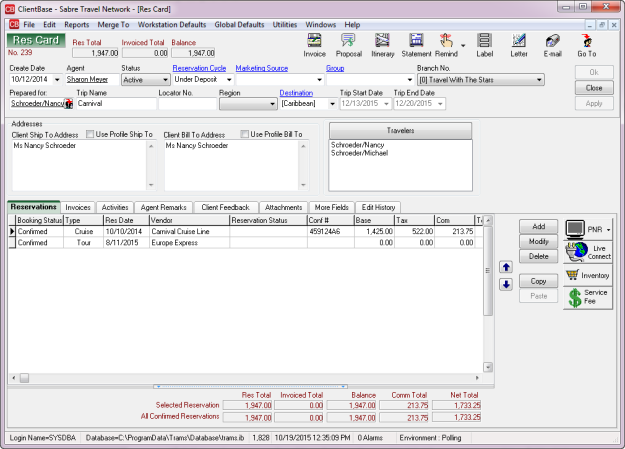 ClientBase - Sabre Travel Network - [Res Card]
File Edit Reports Merge To Workstation Defaults Global Defaults Utilities Windows Help
Res Card
No. 239
Res Total Invoiced Total Balance
1,947.00 0.00 1,947.00
Invoice Proposal Itinerary Statement Remind Label Letter E-mail Go To
Create Date Agent Status Reservation Cycle Marketing Source Group Branch No.
10/12/2014 Sharon Meyer Active Under Deposit [0] Travel With The Stars
Ok
Close
Apply
Prepared for: Trip Name Locator No. Region Destination Trip Start Date Trip End Date
Schroeder/Nancy Carnival [Caribbean] 12/13/2015 12/20/2015
Addresses
Client Ship To Address Use Profile Ship To Client Bill To Address Use Profile Bill To
Ms Nancy Schroeder Ms Nancy Schroeder
Travelers
Schroeder/Nancy
Schroeder/Michael
Reservations Invoices Activities Agent Remarks Client Feedback Attachments More Fields Edit History
Booking Status Type Res Date Vendor Reservation Status Conf # Base Tax Com
Confirmed Cruise 10/10/2014 Carnival Cruise Line 459124A6 1,425.00 522.00 213.75
Confirmed Tour 8/11/2015 Europe Express 0.00 0.00 0.00
Add
Modify
Delete
Copy
Paste
PNR
Live Connect
Inventory
Service Fee
Res Total Invoiced Total Balance Comm Total Net Total
Selected Reservation 1,947.00 0.00 1,947.00 213.75 1,733.25
All Confirmed Reservations 1,947.00 0.00 1,947.00 213.75 1,733.25
Login Name=SYSDBA Database=C:\ProgramData\Trams\Database\trams.ib 1,828 10/19/2015 12:35:09 PM 0 Alarms Environment : Polling